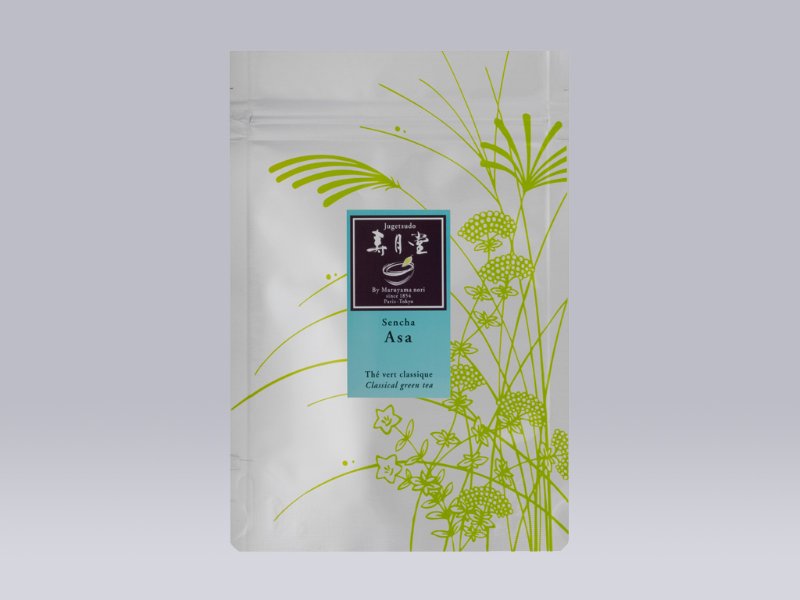 Jugetsudo
寿月堂
By Maruyama nori
since 1854
Paris - Tokyo
Sencha
Asa
Thé vert classique
Classical green tea